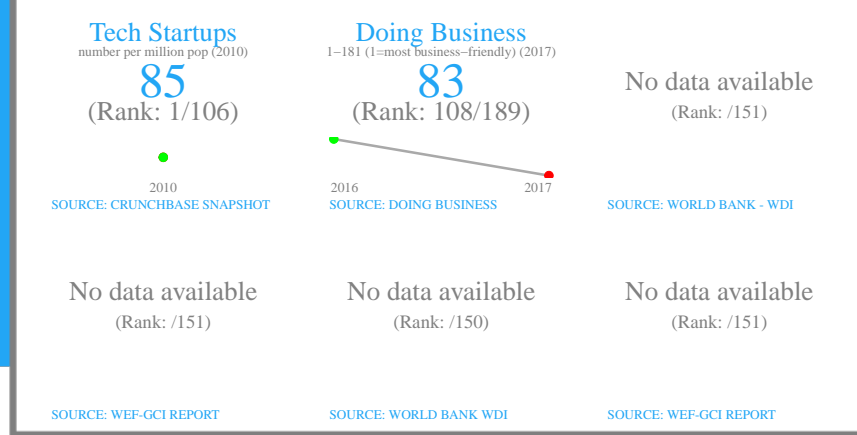 Tech Startups
number per million pop (2010)
85
(Rank: 1/106)
2010
SOURCE: CRUNCHBASE SNAPSHOT
Doing Business
1−181 (1=most business−friendly) (2017)
83
(Rank: 108/189)
2016 2017
SOURCE: DOING BUSINESS
No data available
(Rank: /151)
SOURCE: WORLD BANK - WDI
No data available
(Rank: /151)
SOURCE: WEF-GCI REPORT
No data available
(Rank: /150)
SOURCE: WORLD BANK WDI
No data available
(Rank: /151)
SOURCE: WEF-GCI REPORT